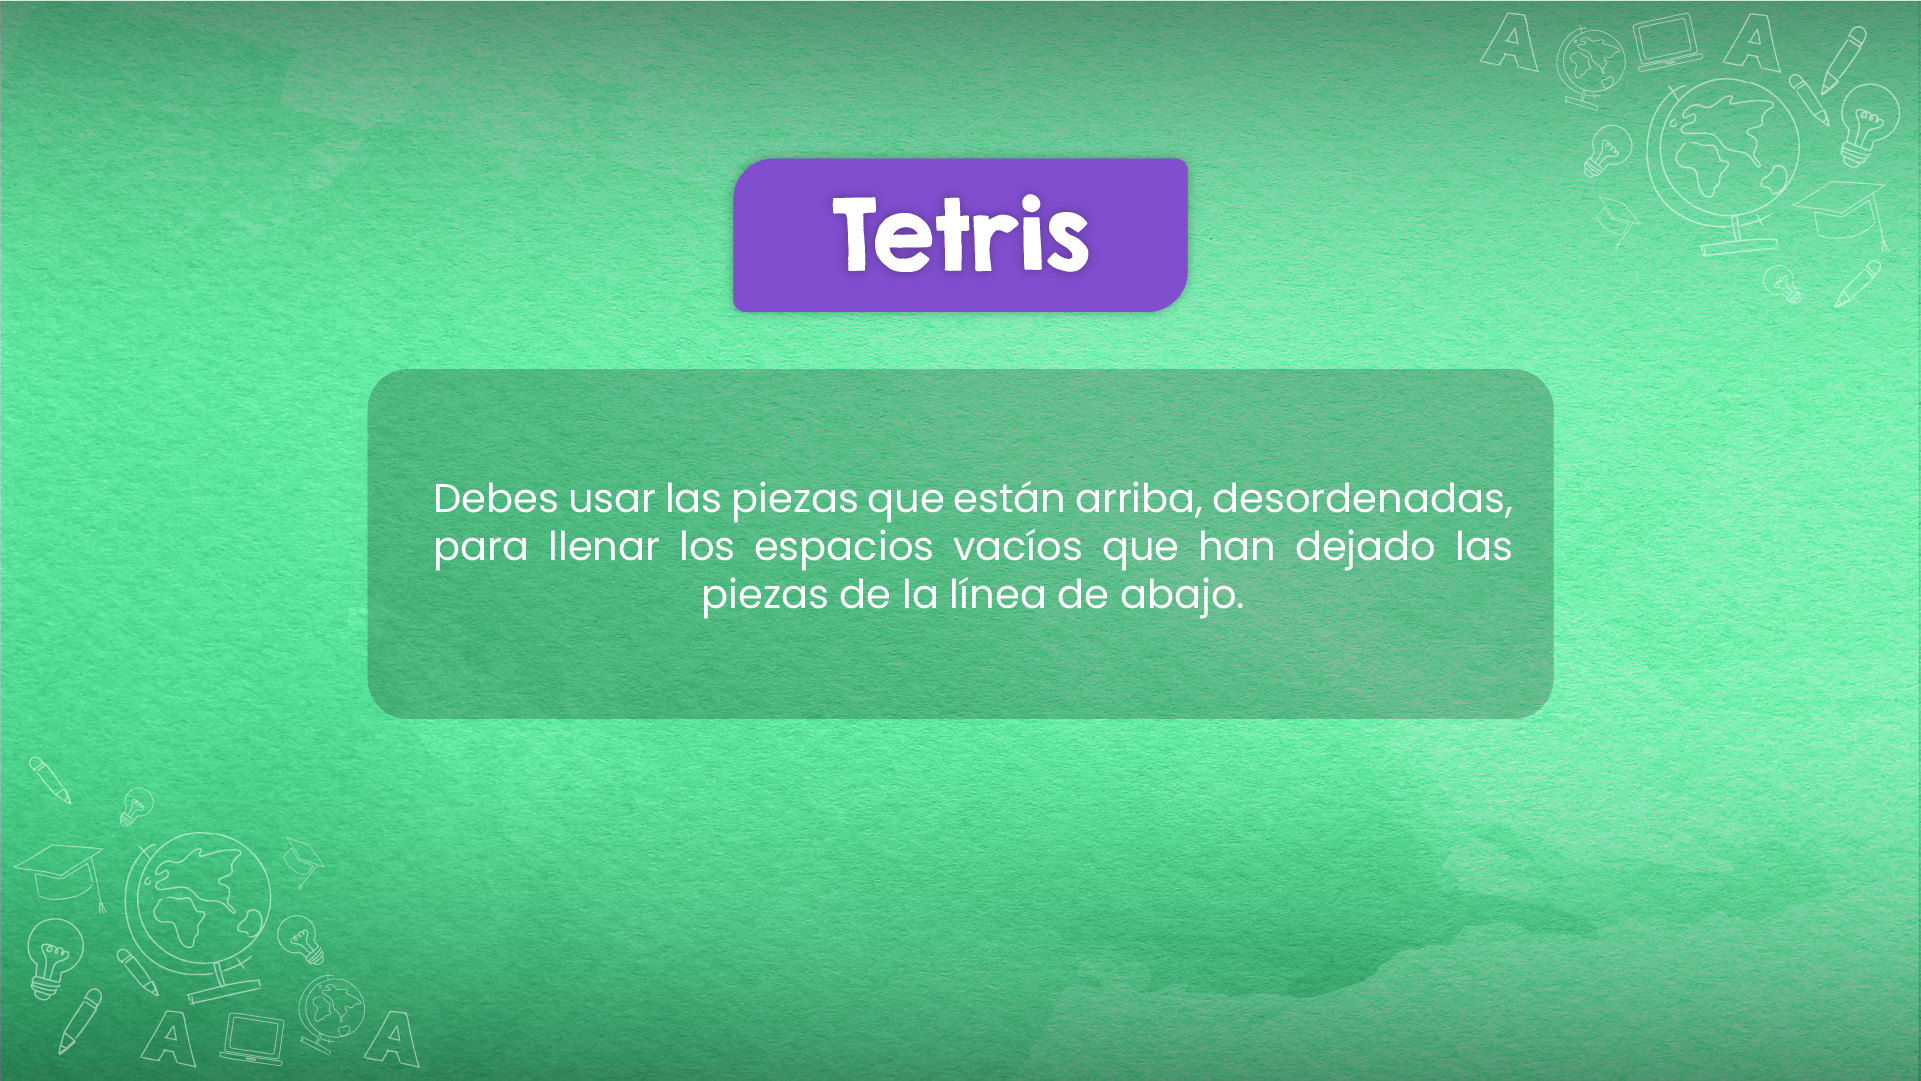 Tetris
Debes usar las piezas que están arriba, desordenadas,
para llenar los espacios vacíos que han dejado las
piezas de la línea de abajo.